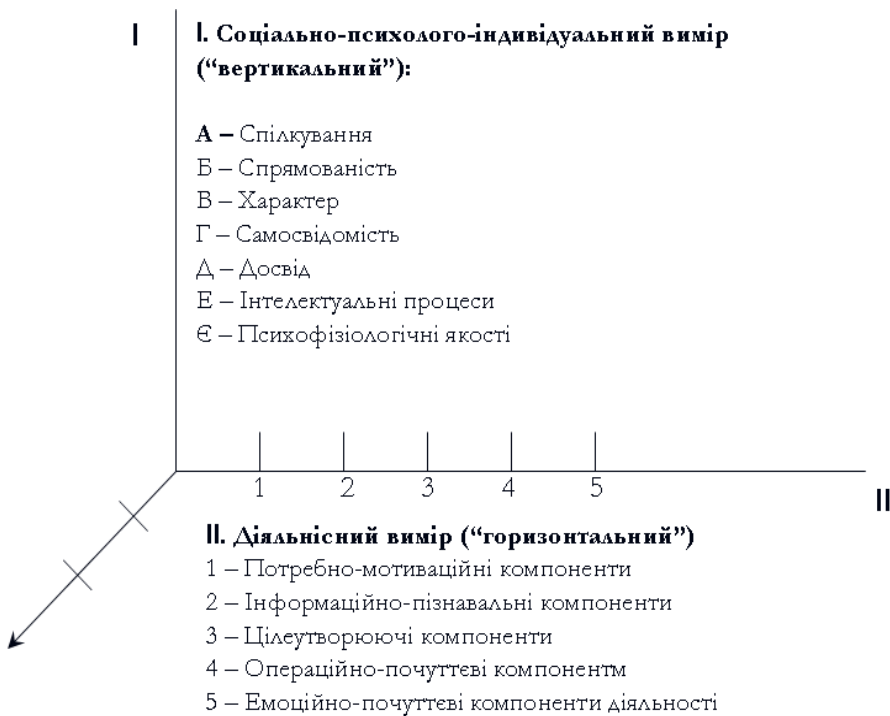 I
I. Соціально-психолого-індивідуальний вимір
(“вертикальний”):
А – Спілкування
Б – Спрямованість
В – Характер
Г – Самосвідомість
Д – Досвід
Е – Інтелектуальні процеси
Є – Психофізіологічні якості
1 2 3 4 5
II
II. Діяльнісний вимір (“горизонтальний”)
1 – Потребно-мотиваційні компоненти
2 – Інформаційно-пізнавальні компоненти
3 – Цілеутворюючі компоненти
4 – Операційно-почуттєві компонентм
5 – Емоційно-почуттєві компоненти діяльності